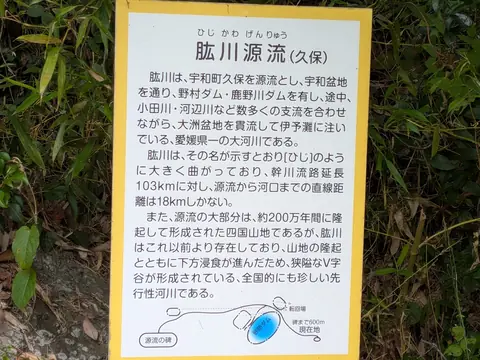 ひじ かわ げんりゅう
肱川源流(久保)
肱川は、宇和町久保を源流とし、宇和盆地
を通り、野村ダム・鹿野川ダムを有し、途中、
小田川・河辺川など数多くの支流を合わせ
ながら、大洲盆地を貫流して伊予灘に注い
でいる、愛媛県一の大河川である。
肱川は、その名が示すとおり[ひじ]のよう
に大きく曲がっており、幹川流路延長
103kmに対し、源流から河口までの直線距
離は18kmしかない。
また、源流の大部分は、約200万年間に隆
起して形成された四国山地であるが、肱川
はこれ以前より存在しており、山地の隆起
とともに下方浸食が進んだため、狭隘なV字
谷が形成されている、全国的にも珍しい先
行性河川である。
転回場
碑まで600m
現在地
源流の碑